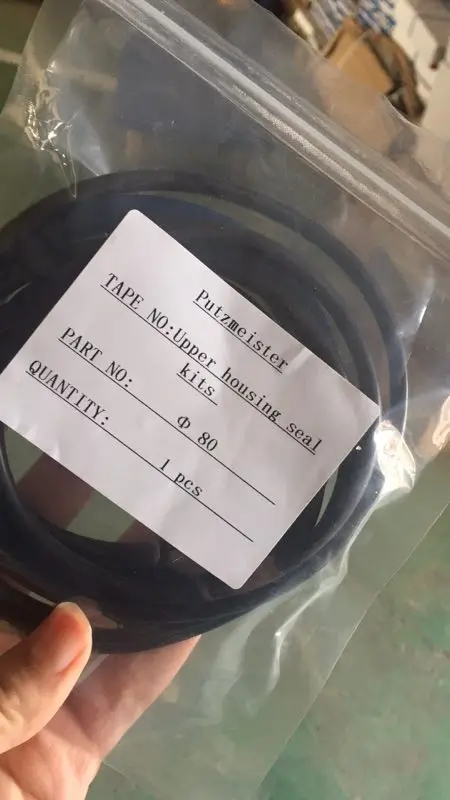 Putzmeister
TAPE NO:Upper housing seal
kits
PART NO: Φ 80
QUANTITY: 1 pcs